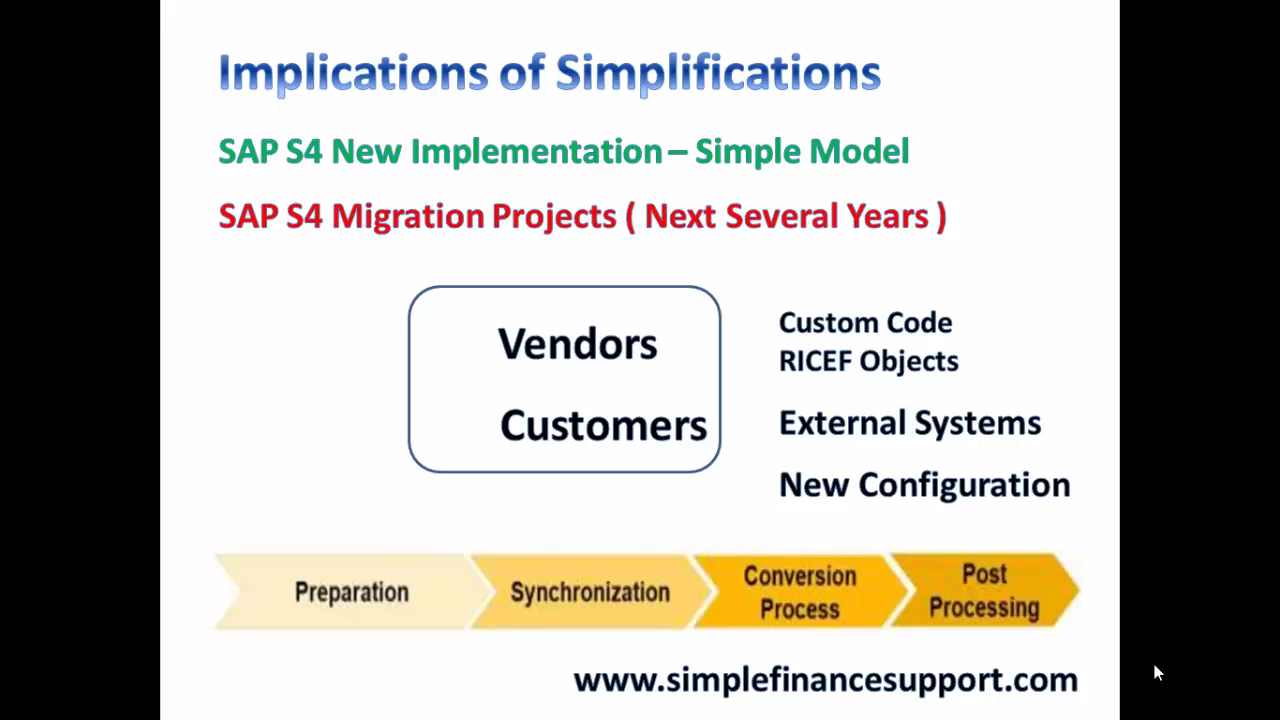 Implications of Simplifications
SAP S4 New Implementation – Simple Model
SAP S4 Migration Projects ( Next Several Years )
Vendors
Customers
Custom Code
RICEF Objects
External Systems
New Configuration
Preparation
Synchronization
Conversion
Process
Post
Processing
www.simplefinancesupport.com